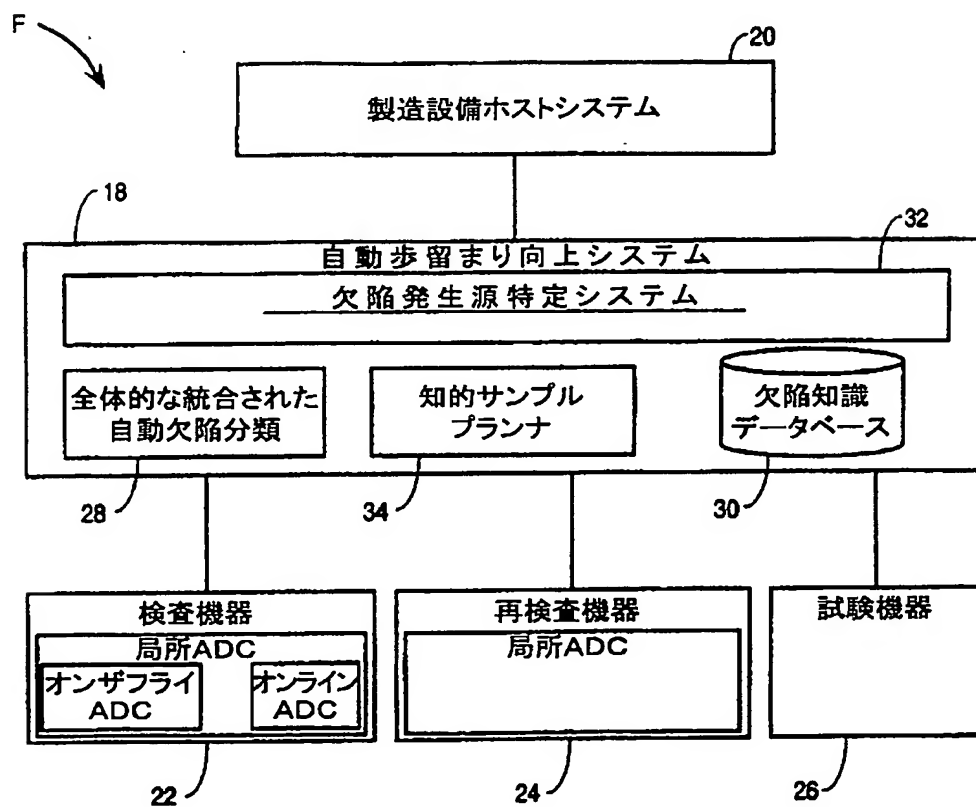 F
20
製造設備ホストシステム
18
32
自動歩留まり向上システム
欠陥発生源特定システム
全体的な統合された
自動欠陥分類
知的サンプル
プランナ
欠陥知識
データベース
28
34
30
検査機器
局所ADC
オンザフライ
ADC
オンライン
ADC
再検査機器
局所ADC
試験機器
22
24
26